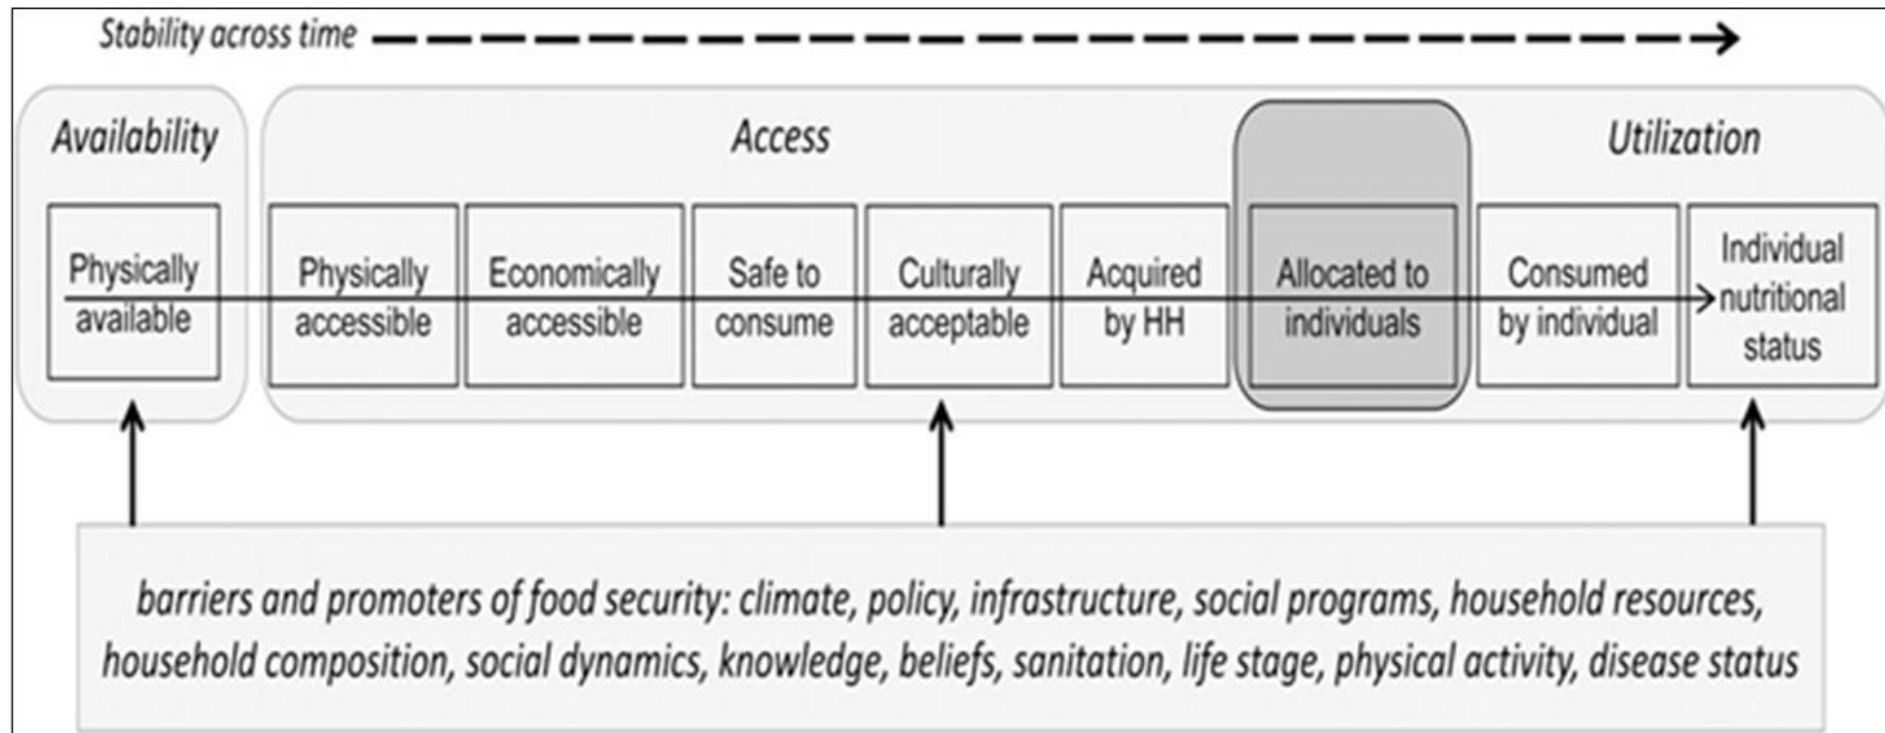 Stability across time
Availability
Access
Utilization
Physically
available
Physically
accessible
Economically
accessible
Safe to
consume
Culturally
acceptable
Acquired
by HH
Allocated to
individuals
Consumed
by individual
Individual
nutritional
status
barriers and promoters of food security: climate, policy, infrastructure, social programs, household resources,
household composition, social dynamics, knowledge, beliefs, sanitation, life stage, physical activity, disease status